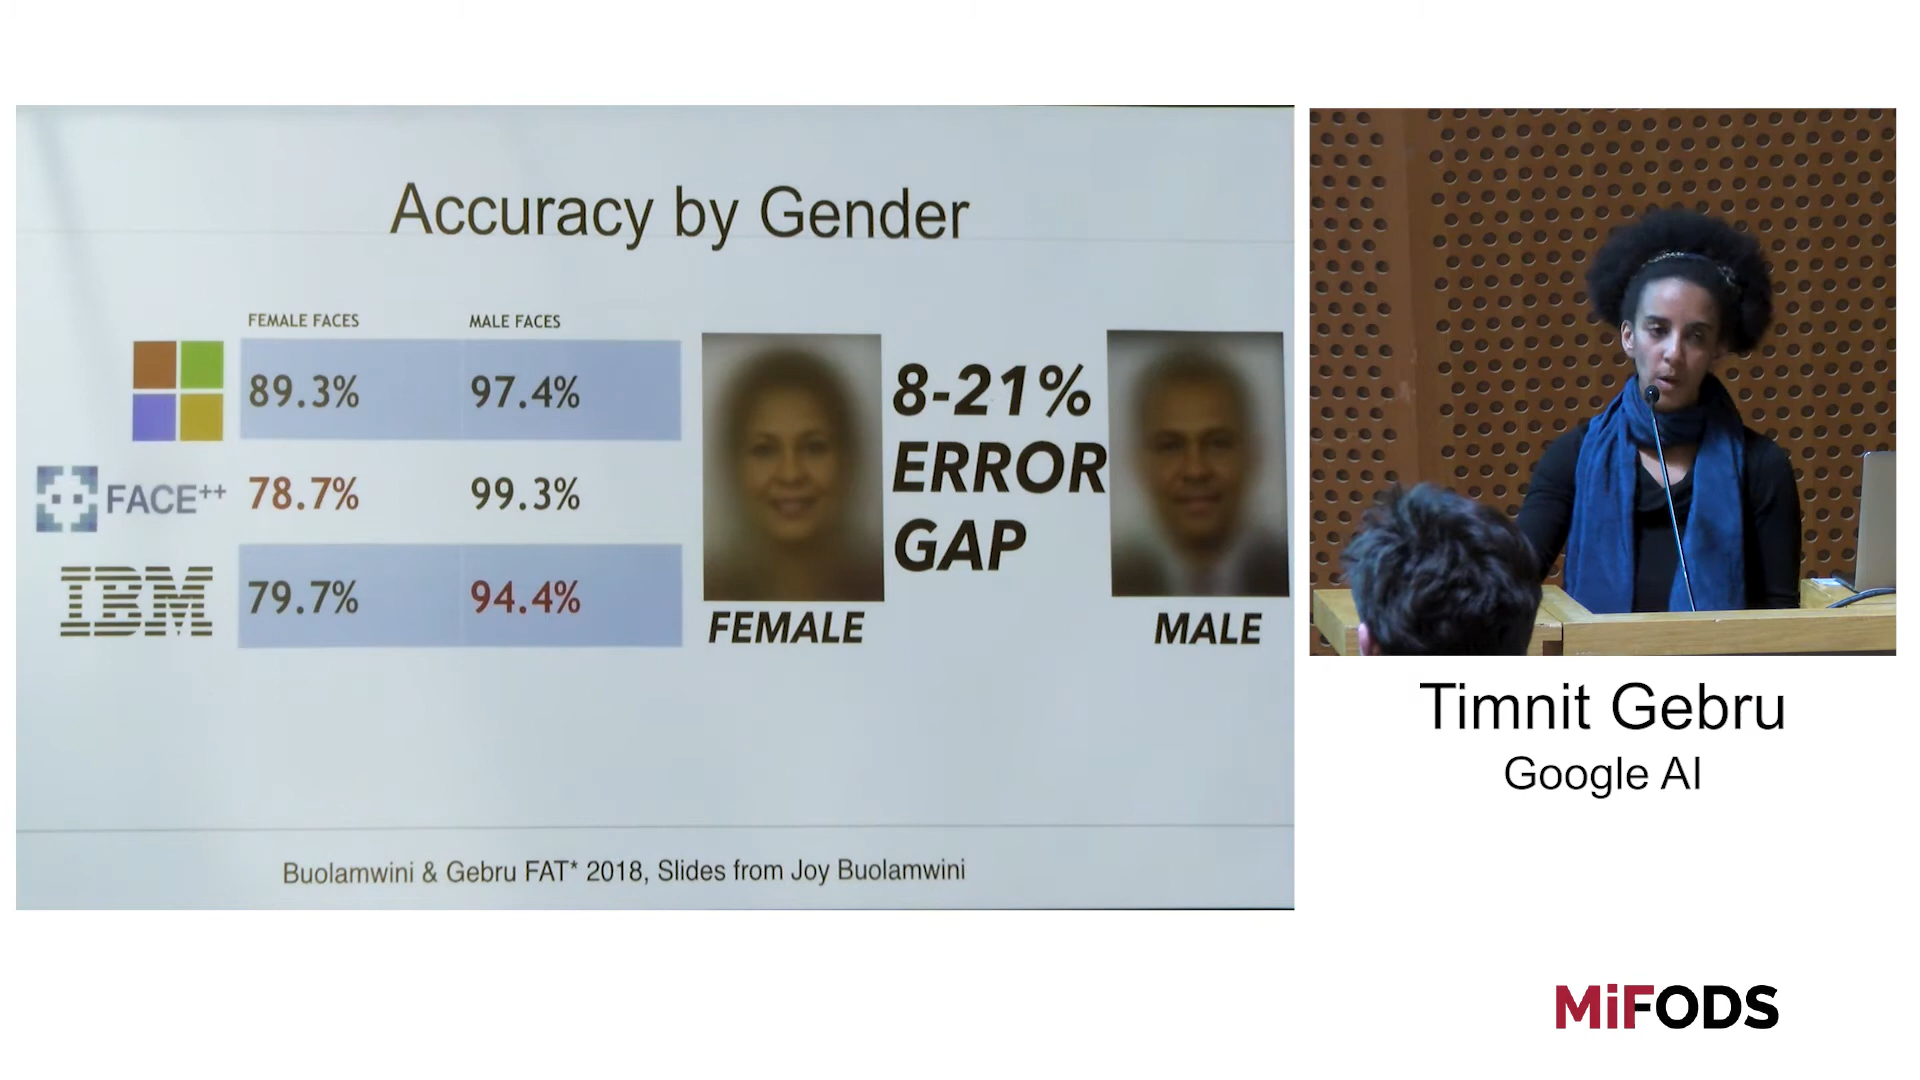 Accuracy by Gender
FEMALE FACES MALE FACES
89.3% 97.4%
FACE++ 78.7% 99.3%
IBM 79.7% 94.4%
8-21%
ERROR
GAP
FEMALE MALE
Buolamwini & Gebru FAT* 2018, Slides from Joy Buolamwini
Timnit Gebru
Google AI
MiFODS